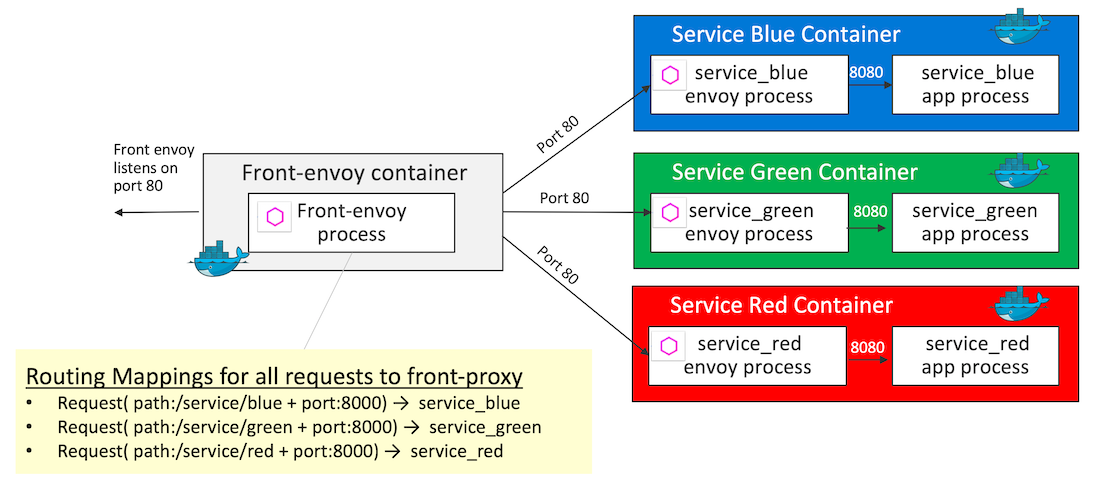 Service Blue Container
service_blue
envoy process
8080
service_blue
app process
Port 80
Front envoy
listens on
port 80
Front-envoy container
Front-envoy
process
Port 80
Service Green Container
service_green
envoy process
8080
service_green
app process
Port 80
Service Red Container
service_red
envoy process
8080
service_red
app process
Routing Mappings for all requests to front-proxy
• Request( path:/service/blue + port:8000) → service_blue
• Request( path:/service/green + port:8000) → service_green
• Request( path:/service/red + port:8000) → service_red